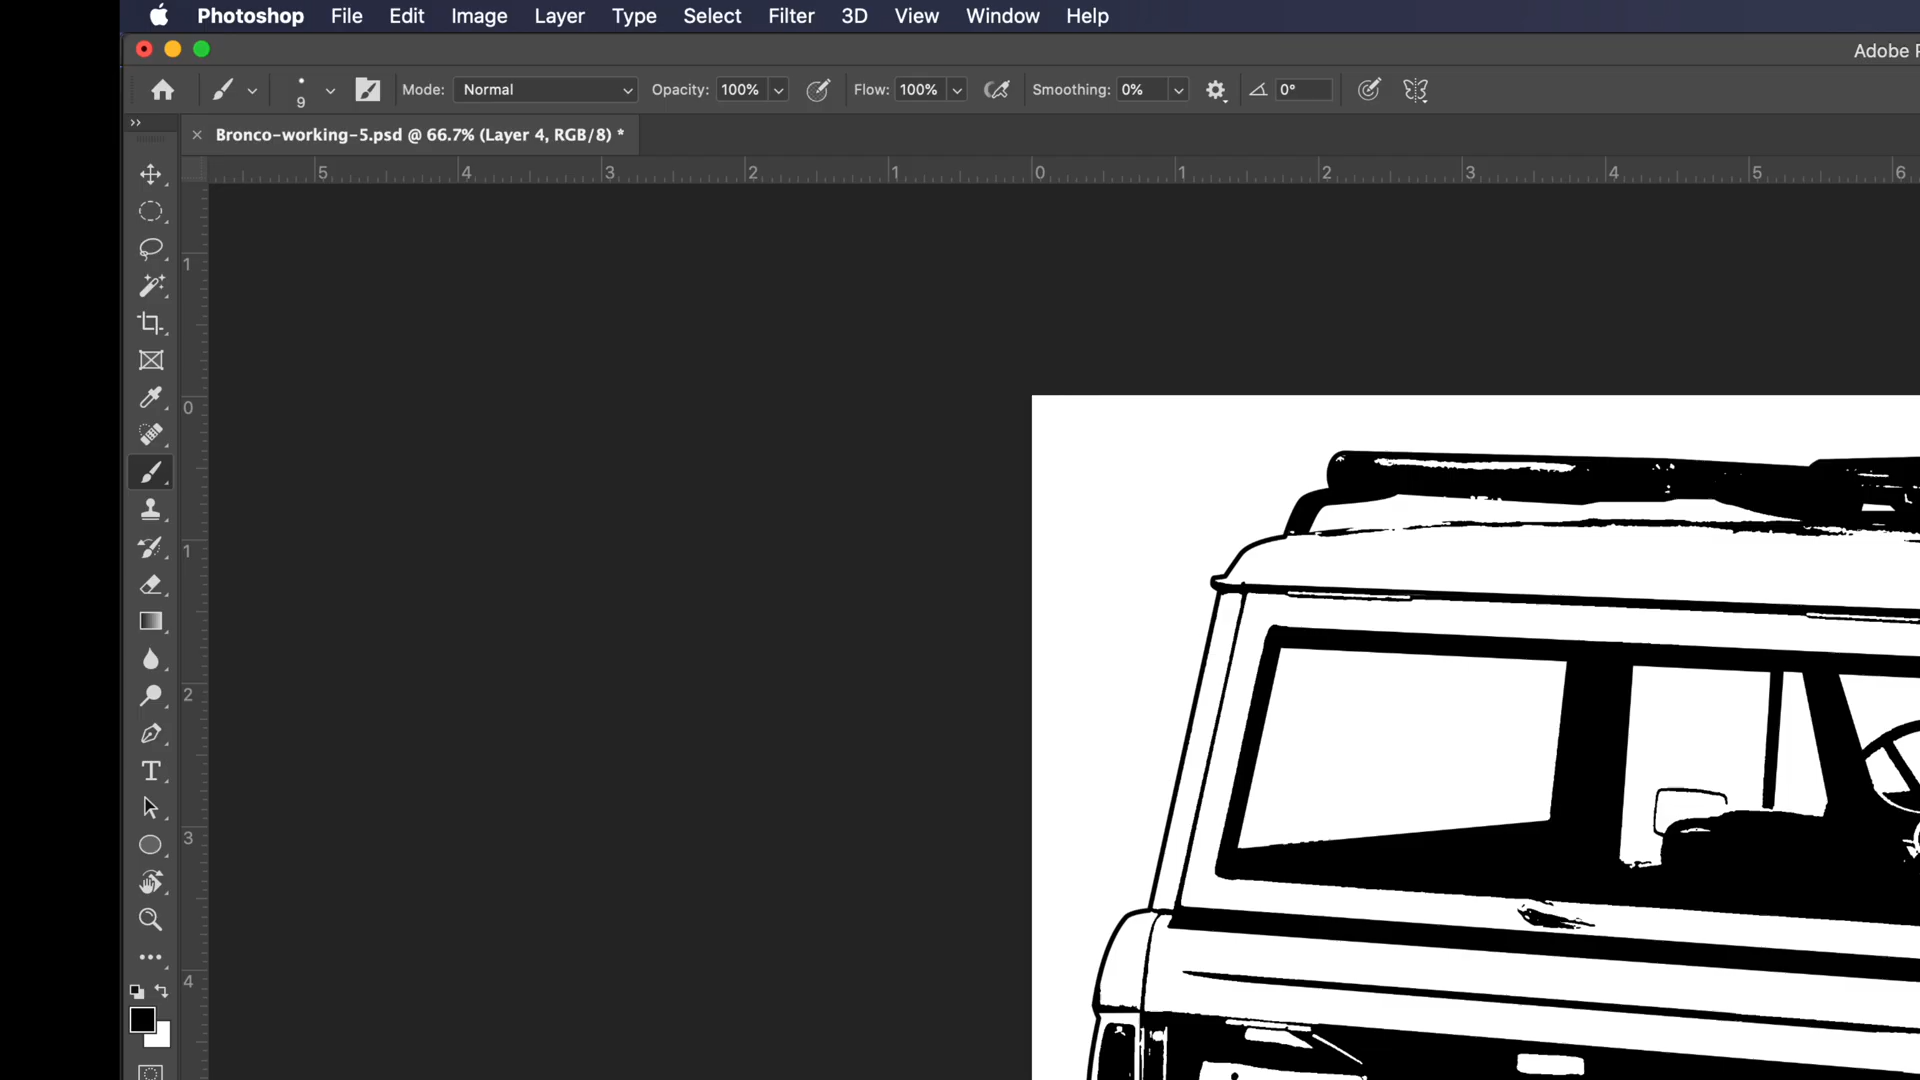 Photoshop File Edit Image Layer Type Select Filter 3D View Window Help
Adobe P
9 Mode: Normal Opacity: 100% Flow: 100% Smoothing: 0% 0°
Bronco-working-5.psd @ 66.7% (Layer 4, RGB/8) *
5 4 3 2 1 0 1 2 3 4 5 6
1
0
1
2
3
4